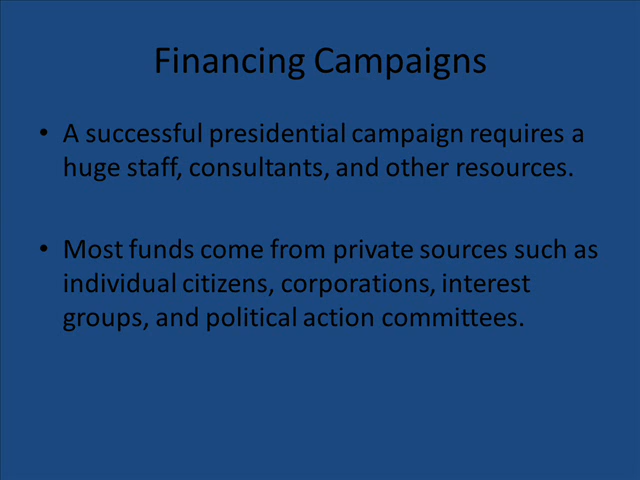 Financing Campaigns
• A successful presidential campaign requires a
huge staff, consultants, and other resources.
• Most funds come from private sources such as
individual citizens, corporations, interest
groups, and political action committees.